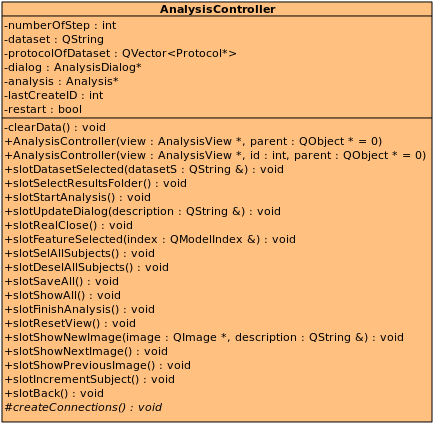 AnalysisController
-numberOfStep : int
-dataset : QString
-protocolOfDataset : QVector<Protocol*>
-dialog : AnalysisDialog*
-analysis : Analysis*
-lastCreateID : int
-restart : bool
-clearData() : void
+AnalysisController(view : AnalysisView *, parent : QObject * = 0)
+AnalysisController(view : AnalysisView *, id : int, parent : QObject * = 0)
+slotDatasetSelected(datasetS : QString &) : void
+slotSelectResultsFolder() : void
+slotStartAnalysis() : void
+slotUpdateDialog(description : QString &) : void
+slotRealClose() : void
+slotFeatureSelected(index : QModelIndex &) : void
+slotSelAllSubjects() : void
+slotDeselAllSubjects() : void
+slotSaveAll() : void
+slotShowAll() : void
+slotFinishAnalysis() : void
+slotResetView() : void
+slotShowNewImage(image : QImage *, description : QString &) : void
+slotShowNextImage() : void
+slotShowPreviousImage() : void
+slotIncrementSubject() : void
+slotBack() : void
#createConnections() : void